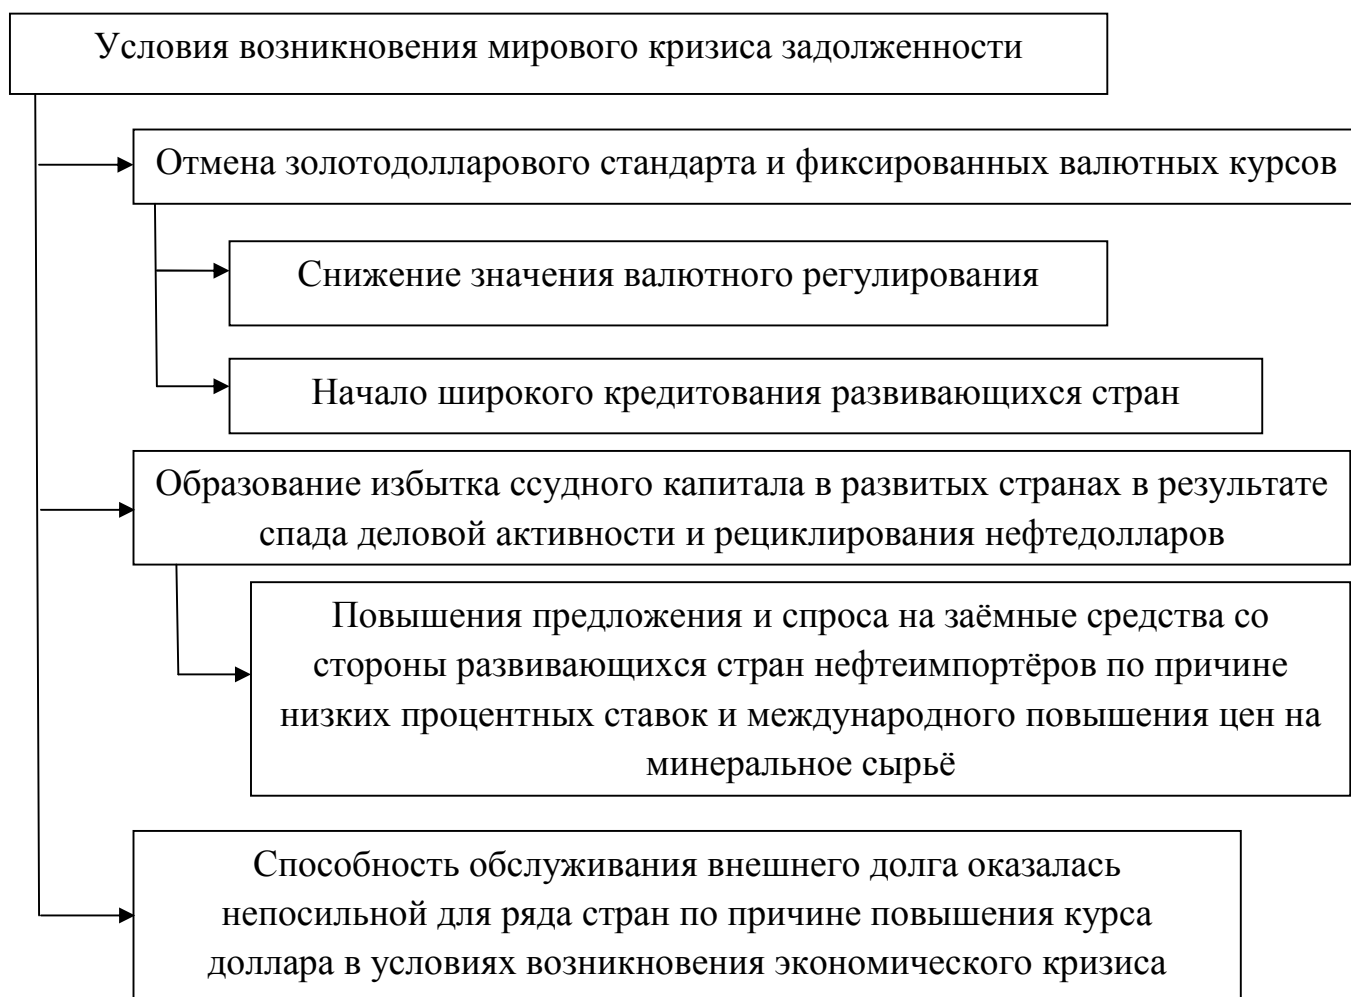 Условия возникновения мирового кризиса задолженности
Отмена золотодолларового стандарта и фиксированных валютных курсов
Снижение значения валютного регулирования
Начало широкого кредитования развивающихся стран
Образование избытка ссудного капитала в развитых странах в результате
спада деловой активности и рециклирования нефтедолларов
Повышения предложения и спроса на заёмные средства со
стороны развивающихся стран нефтеимпортёров по причине
низких процентных ставок и международного повышения цен на
минеральное сырьё
Способность обслуживания внешнего долга оказалась
непосильной для ряда стран по причине повышения курса
доллара в условиях возникновения экономического кризиса